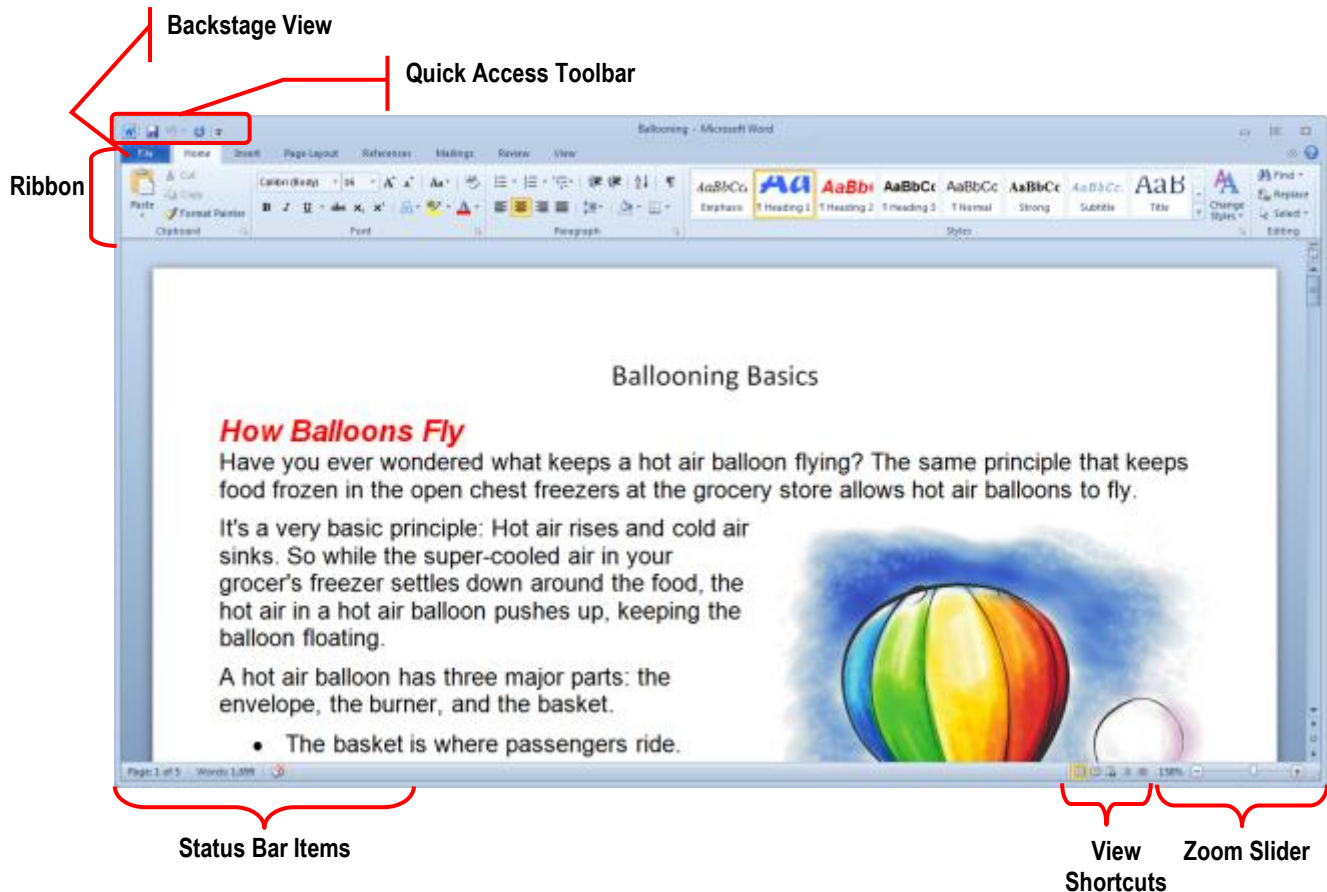 Backstage View
Quick Access Toolbar
Ballooning - Microsoft Word
File Home Insert Page Layout References Mailings Review View
Ribbon
Cut
Copy
Paste
Format Painter
Calibri (Body) 16
AaBbCc AaBbCc AaBbCc AaBbCc AaBbCc
Emphasis T Heading 1 T Heading 2 T Heading 3 T Normal Strong Subtitle Title
Change
Styles
Find
Replace
Select
Clipboard Font Paragraph Styles Editing
Ballooning Basics
How Balloons Fly
Have you ever wondered what keeps a hot air balloon flying? The same principle that keeps
food frozen in the open chest freezers at the grocery store allows hot air balloons to fly.
It's a very basic principle: Hot air rises and cold air
sinks. So while the super-cooled air in your
grocer's freezer settles down around the food, the
hot air in a hot air balloon pushes up, keeping the
balloon floating.
A hot air balloon has three major parts: the
envelope, the burner, and the basket.
• The basket is where passengers ride.
Page: 1 of 5 Words: 1,899 150%
Status Bar Items
View
Shortcuts
Zoom Slider